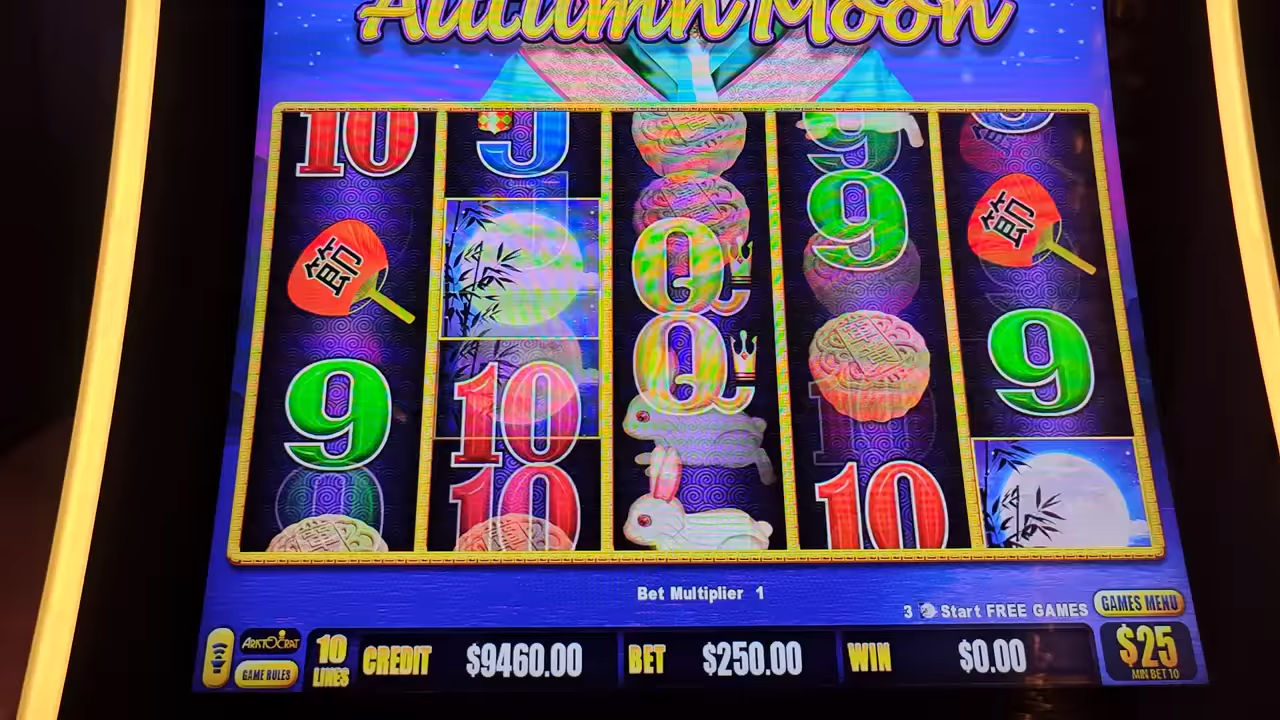 Autumn Moon
10 J 9
節 9 節
Q
9 Q 9
10
10 10
Bet Multiplier 1
3 Start FREE GAMES GAMES MENU
ARISTOCRAT
GAME RULES
10 LINES CREDIT $9460.00 BET $250.00 WIN $0.00 $25
MIN BET 10